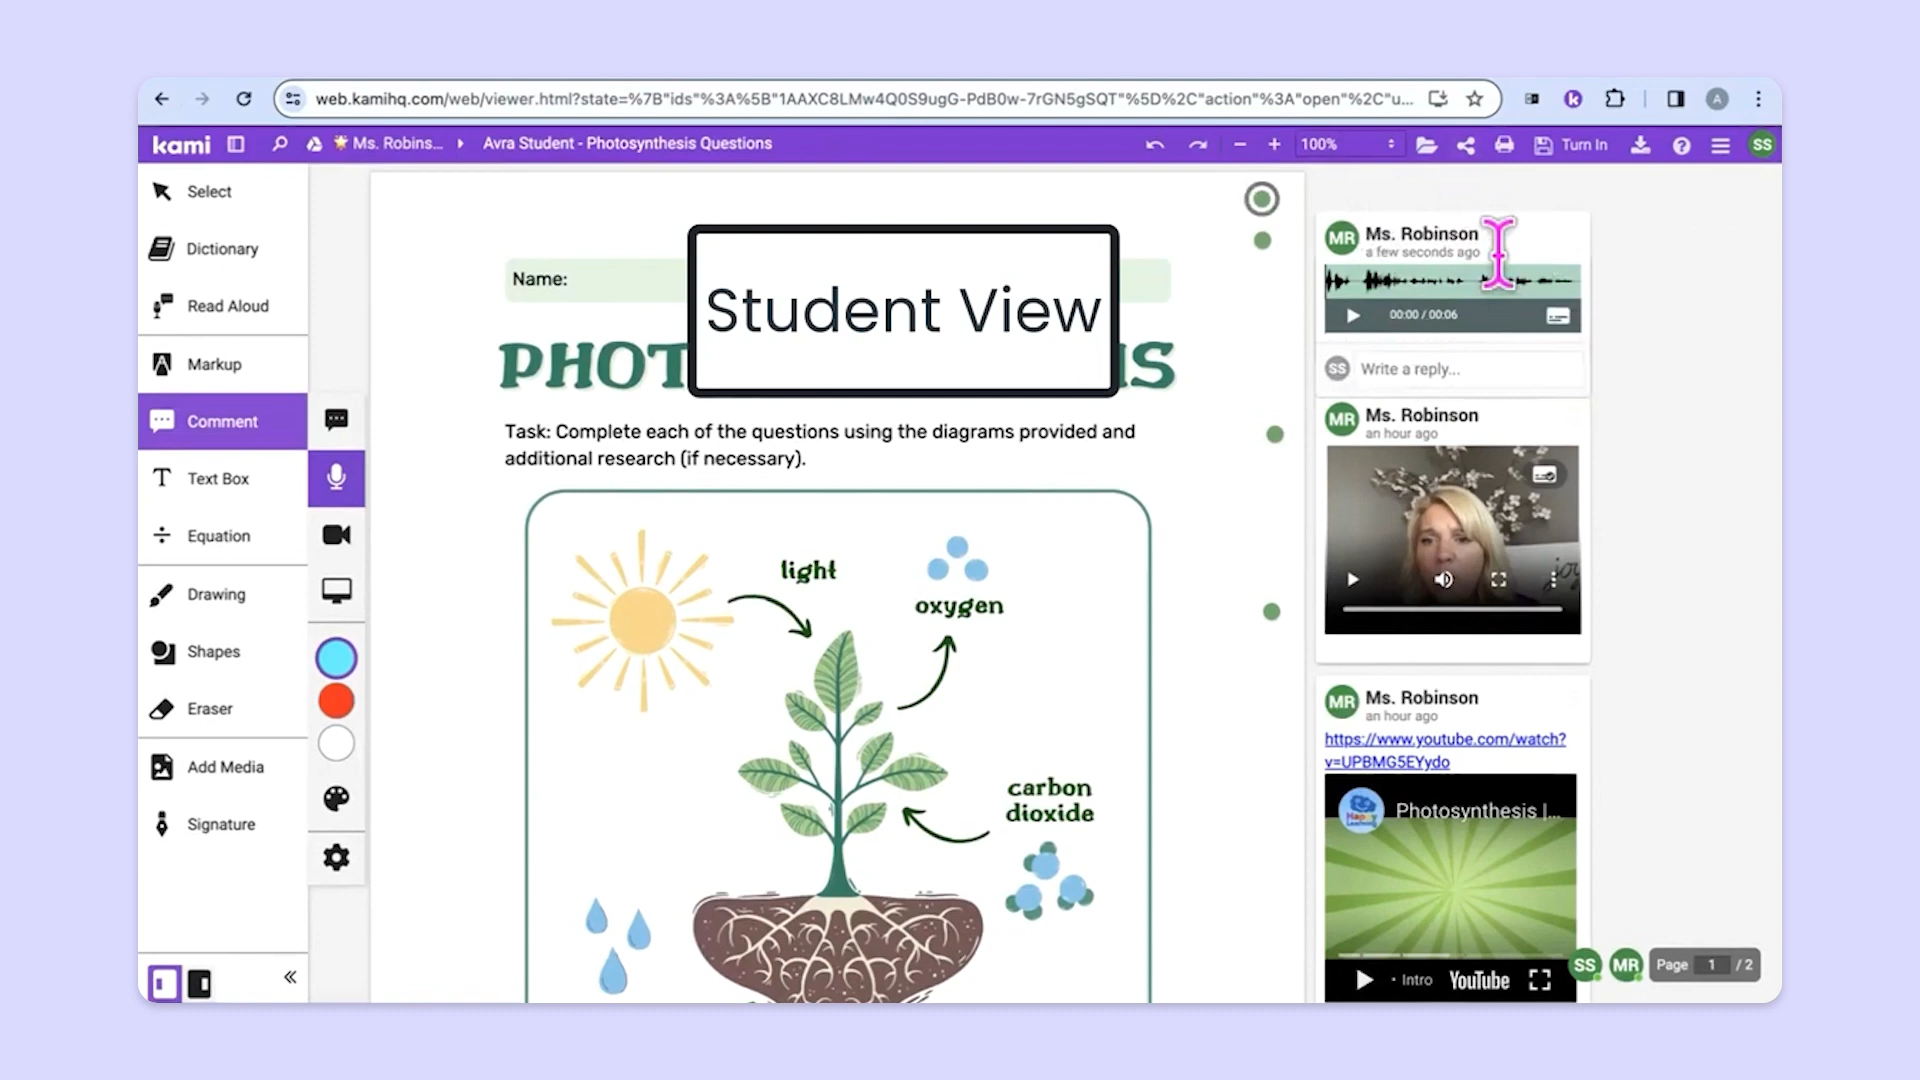 web.kamihq.com/web/viewer.html?state=%7B"ids"%3A%5B"1AAXC8LMw4Q0S9ugG-PdB0w-7rGN5gSQT"%5D%2C"action"%3A"open"%2C"u...
A
kami
Ms. Robins...
Avra Student - Photosynthesis Questions
100%
Turn In
SS
Select
Dictionary
Read Aloud
Markup
Comment
Text Box
Equation
Drawing
Shapes
Eraser
Add Media
Signature
Name:
Student View
PHOT
IS
Task: Complete each of the questions using the diagrams provided and
additional research (if necessary).
light
oxygen
carbon
dioxide
MR
Ms. Robinson
a few seconds ago
00:00 / 00:06
SS
Write a reply...
MR
Ms. Robinson
an hour ago
joy
MR
Ms. Robinson
an hour ago
https://www.youtube.com/watch?
v=UPBMG5EYydo
Happy Learning
Photosynthesis |...
• Intro
YouTube
SS
MR
Page 1 / 2